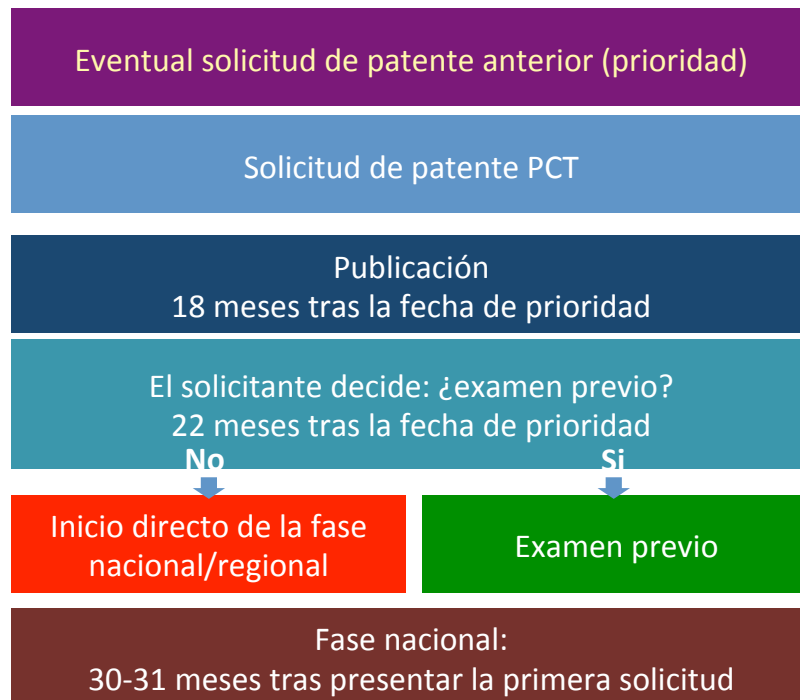 Eventual solicitud de patente anterior (prioridad)
Solicitud de patente PCT
Publicación
18 meses tras la fecha de prioridad
El solicitante decide: ¿examen previo?
22 meses tras la fecha de prioridad
No
Si
Inicio directo de la fase
nacional/regional
Examen previo
Fase nacional:
30-31 meses tras presentar la primera solicitud